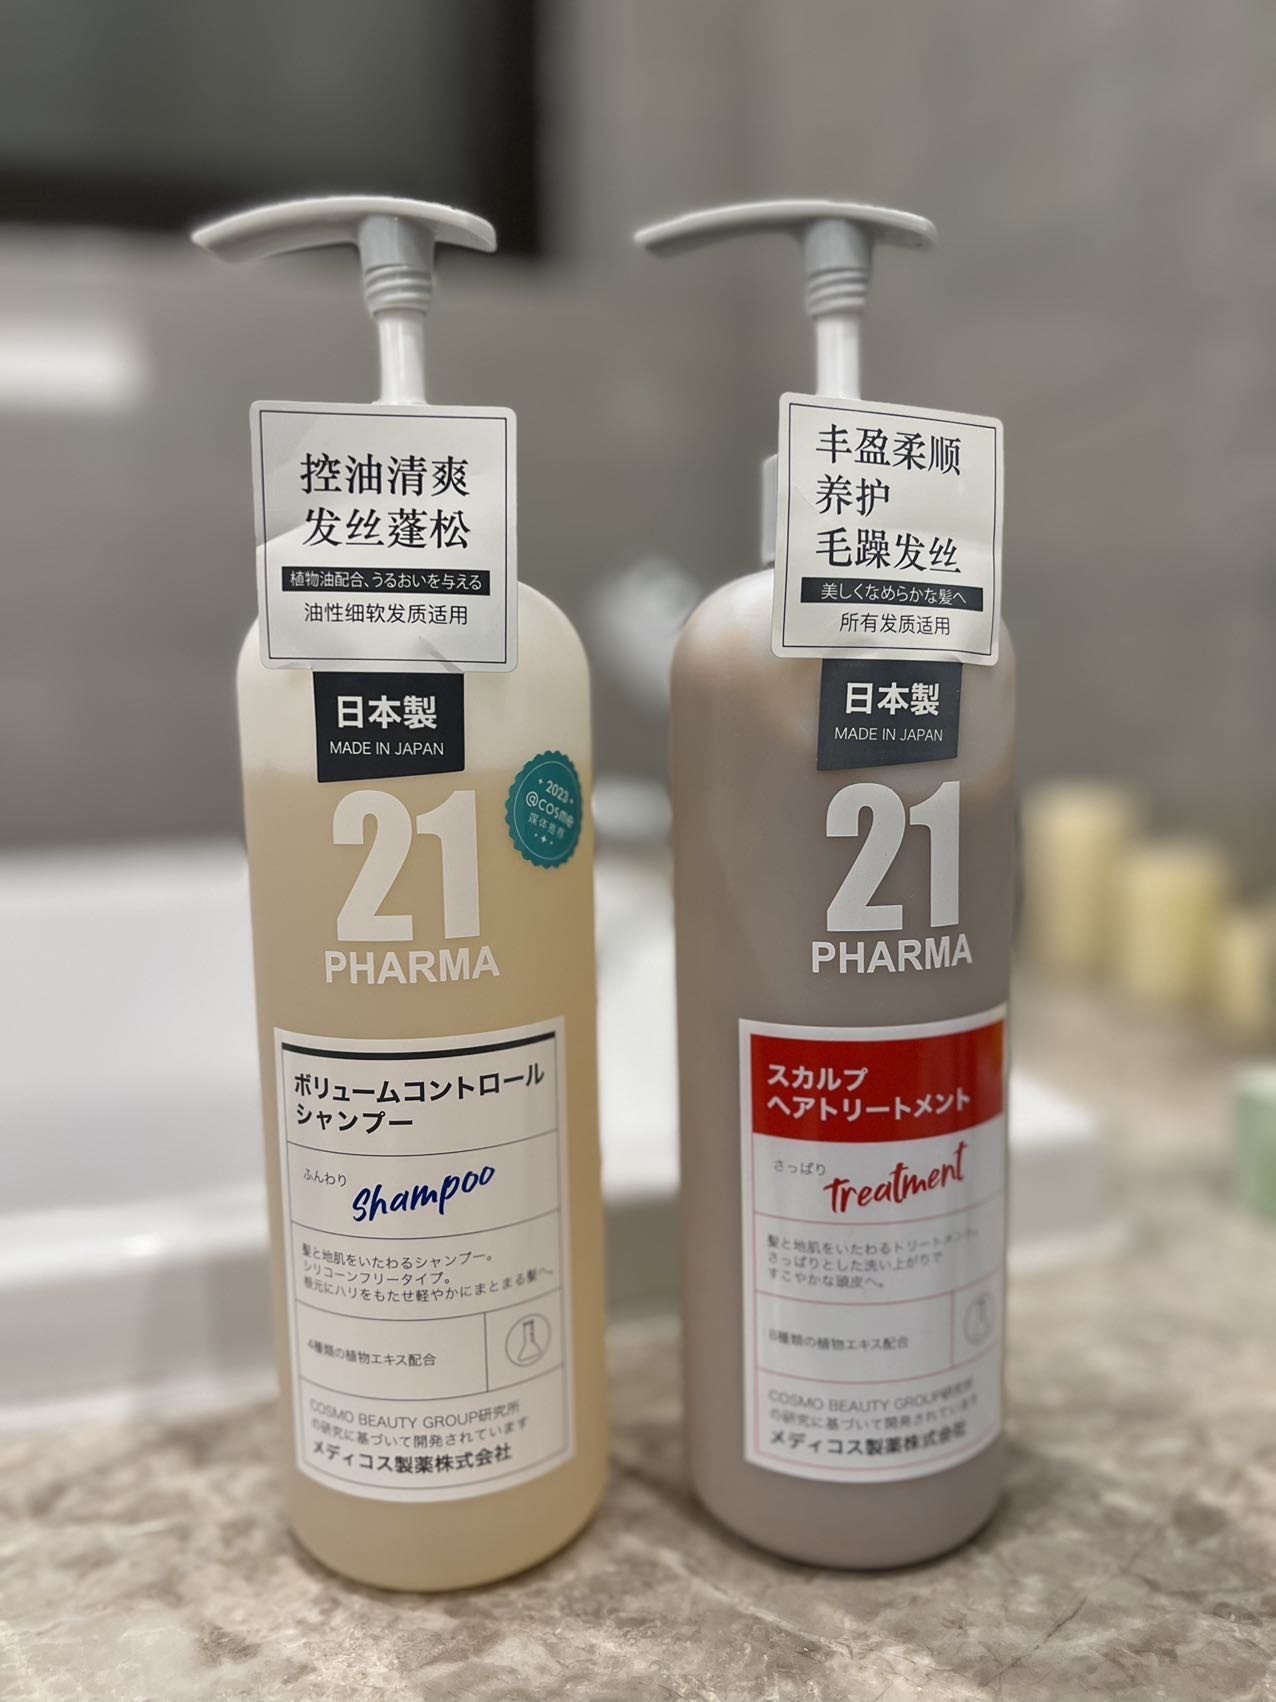 控油清爽
发丝蓬松
植物油配合、うるおいを与える
油性细软发质适用
日本製
MADE IN JAPAN
2023
@cosme
媒体推荐
21
PHARMA
ボリュームコントロール
シャンプー
ふんわり
Shampoo
髪と地肌をいたわるシャンプー。
シリコーンフリータイプ。
根元にハリをもたせ軽やかにまとまる髪へ。
4種類の植物エキス配合
COSMO BEAUTY GROUP研究所
の研究に基づいて開発されています
メディコス製薬株式会社
丰盈柔顺
养护
毛躁发丝
美しくなめらかな髪へ
所有发质适用
日本製
MADE IN JAPAN
21
PHARMA
スカルプ
ヘアトリートメント
さっぱり
Treatment
髪と地肌をいたわるトリートメント。
さっぱりとした洗い上がりで
すこやかな頭皮へ。
8種類の植物エキス配合
COSMO BEAUTY GROUP研究所
の研究に基づいて開発されています
メディコス製薬株式会社